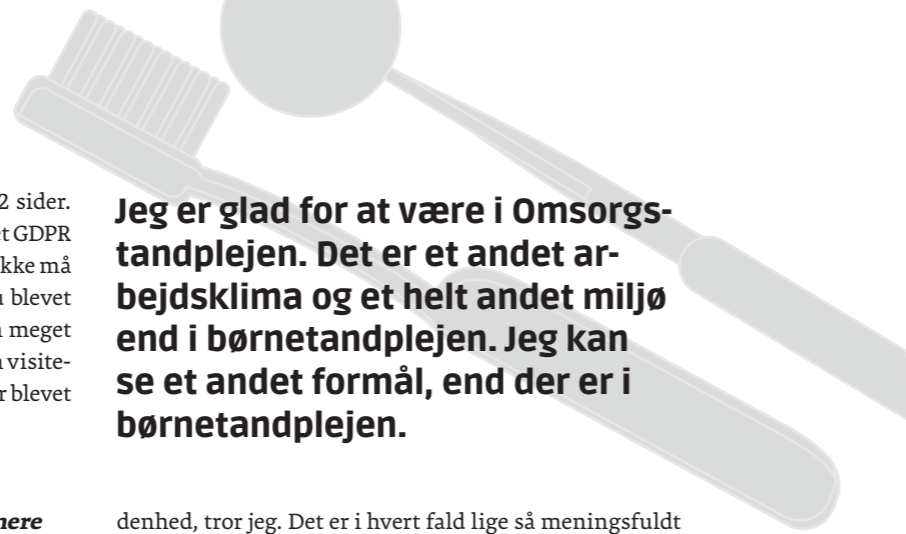 2 sider.
et GDPR
kke må
u blevet
n meget
n visite-
r blevet
nere
Jeg er glad for at være i Omsorgs-
tandplejen. Det er et andet ar-
bejdsklima og et helt andet miljø
end i børnetandplejen. Jeg kan
se et andet formål, end der er i
børnetandplejen.
denhed, tror jeg. Det er i hvert fald lige så meningsfuldt